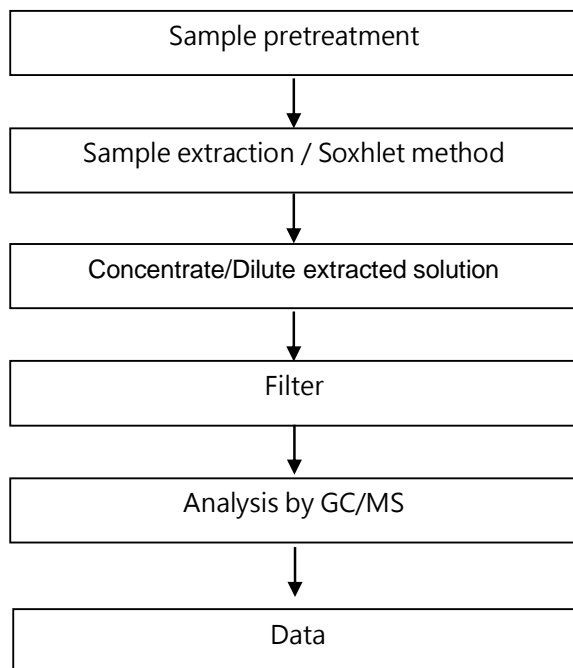 Sample pretreatment
Sample extraction / Soxhlet method
Concentrate/Dilute extracted solution
Filter
Analysis by GC/MS
Data